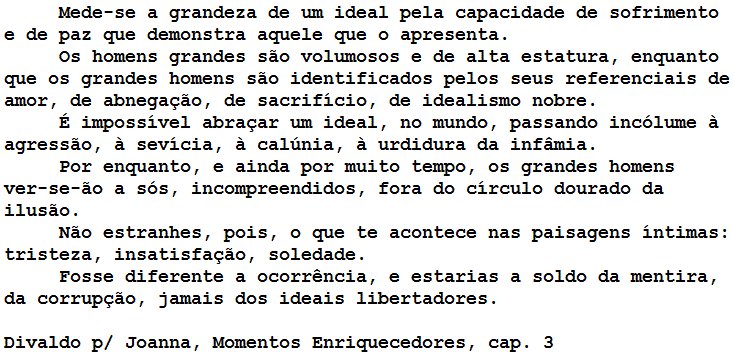 Mede-se a grandeza de um ideal pela capacidade de sofrimento
e de paz que demonstra aquele que o apresenta.
Os homens grandes são volumosos e de alta estatura, enquanto
que os grandes homens são identificados pelos seus referenciais de
amor, de abnegação, de sacrifício, de idealismo nobre.
É impossível abraçar um ideal, no mundo, passando incólume à
agressão, à sevícia, à calúnia, à urdidura da infâmia.
Por enquanto, e ainda por muito tempo, os grandes homens
ver-se-ão a sós, incompreendidos, fora do círculo dourado da
ilusão.
Não estranhes, pois, o que te acontece nas paisagens íntimas:
tristeza, insatisfação, soledade.
Fosse diferente a ocorrência, e estarias a soldo da mentira,
da corrupção, jamais dos ideais libertadores.
Divaldo p/ Joanna, Momentos Enriquecedores, cap. 3